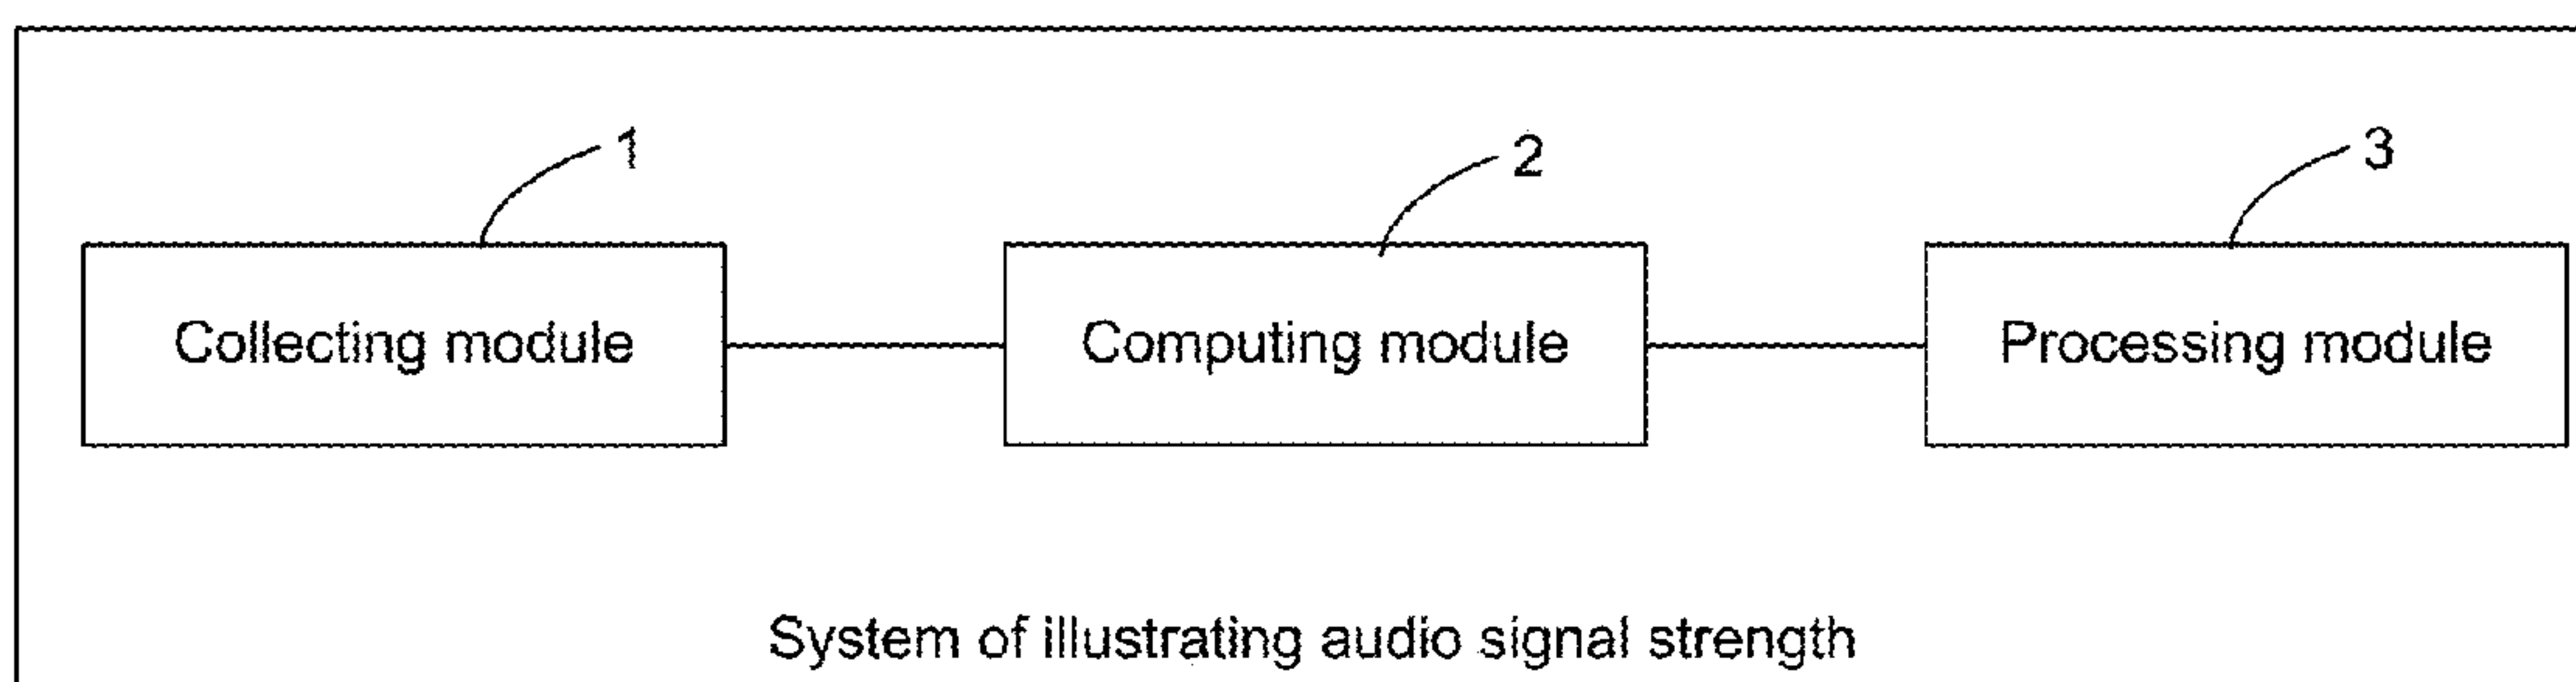 1 2 3
Collecting module Computing module Processing module
System of illustrating audio signal strength